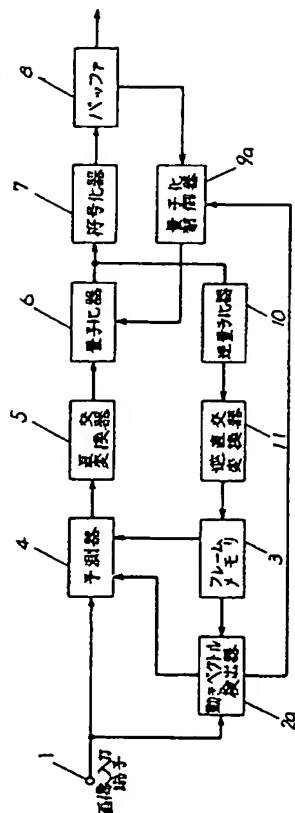 1
画像入力
端子
4
予測器
5
直交
変換器
6
量子化器
7
符号化器
8
バッファ
9a
量子化
制御器
10
逆量子化器
11
逆直交
変換器
3
フレーム
メモリ
2a
動きベクトル
検出器